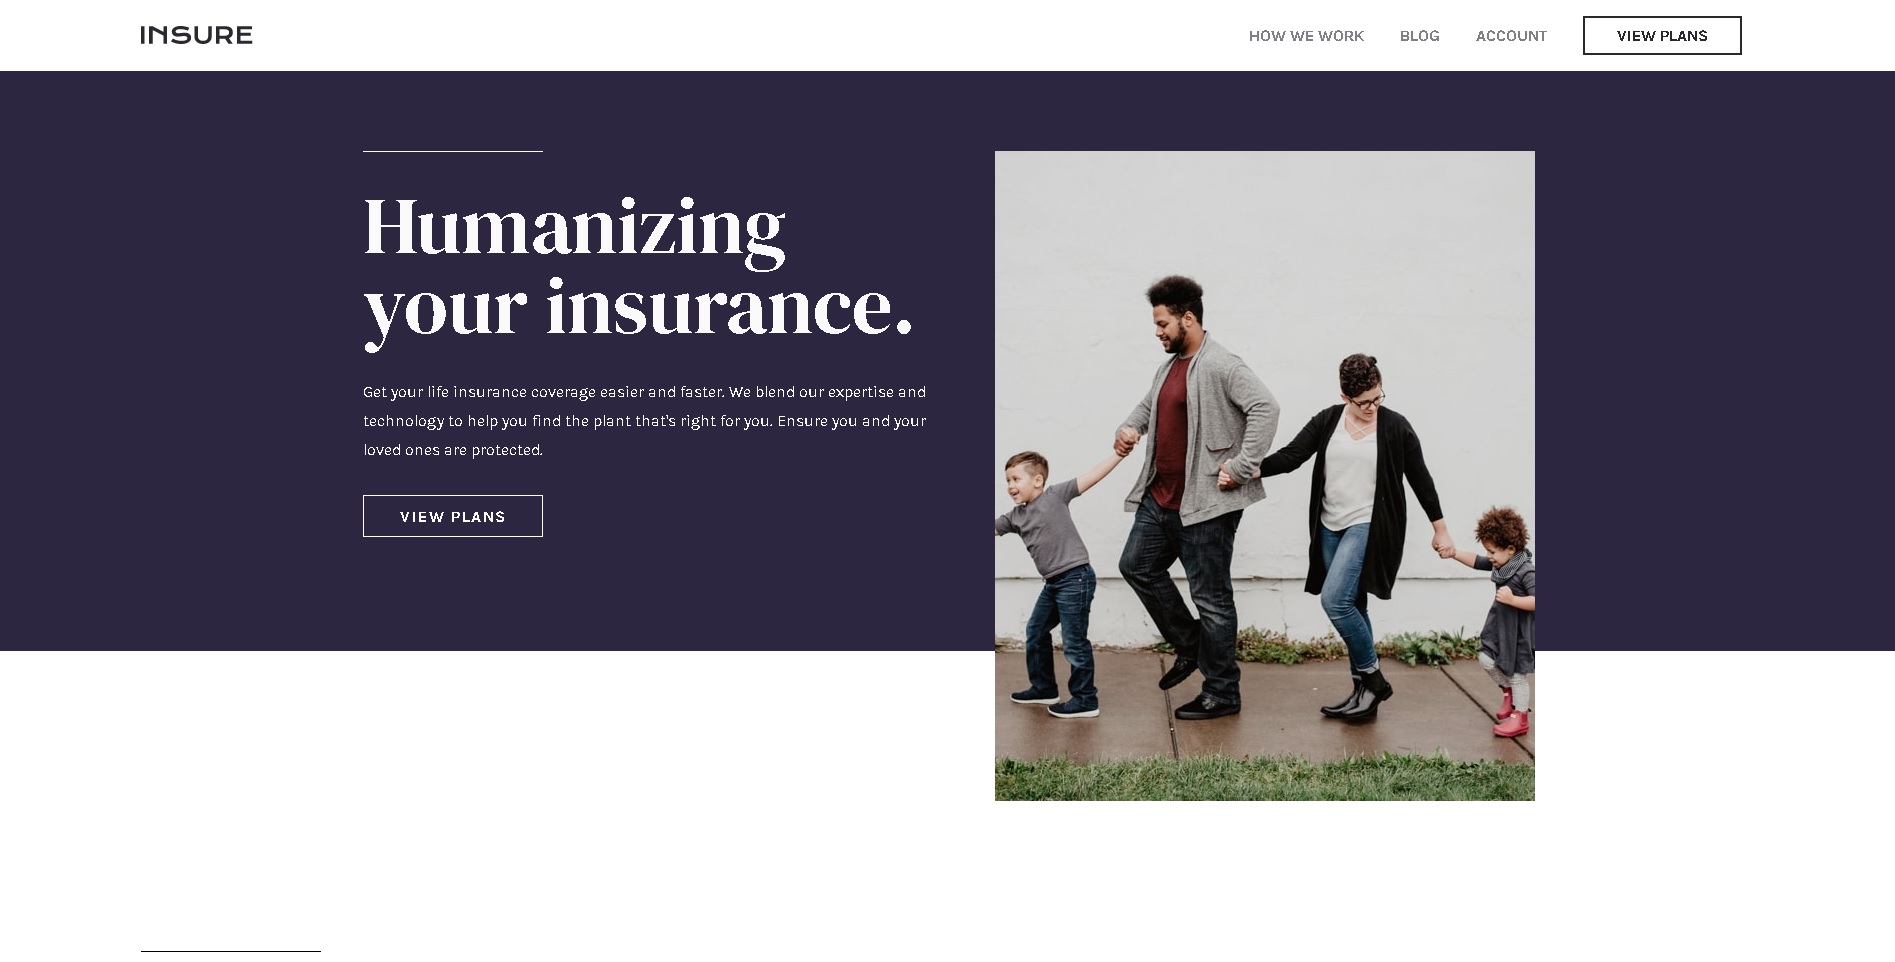 INSURE
HOW WE WORK
BLOG
ACCOUNT
VIEW PLANS
Humanizing
your insurance.
Get your life insurance coverage easier and faster. We blend our expertise and
technology to help you find the plant that's right for you. Ensure you and your
loved ones are protected.
VIEW PLANS